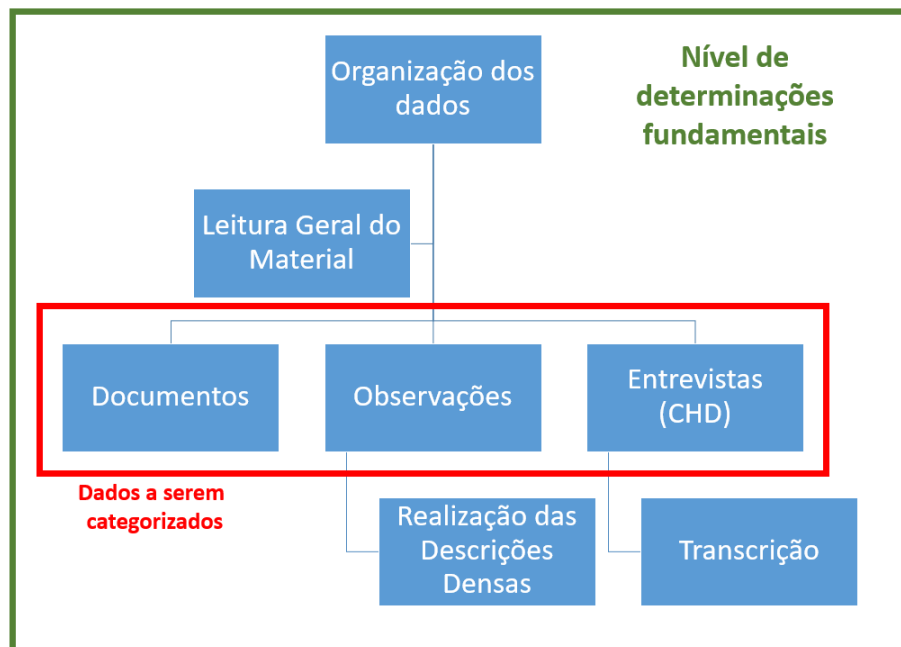 Organização dos
dados
Nível de
determinações
fundamentais
Leitura Geral do
Material
Documentos
Observações
Entrevistas
(CHD)
Dados a serem
categorizados
Realização das
Descrições
Densas
Transcrição